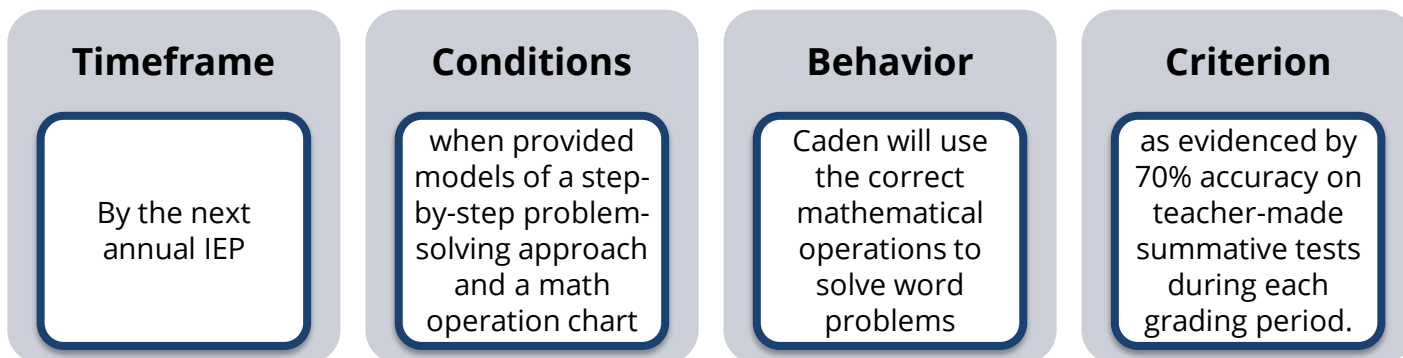 Timeframe
By the next
annual IEP
Conditions
when provided
models of a step-
by-step problem-
solving approach
and a math
operation chart
Behavior
Caden will use
the correct
mathematical
operations to
solve word
problems
Criterion
as evidenced by
70% accuracy on
teacher-made
summative tests
during each
grading period.